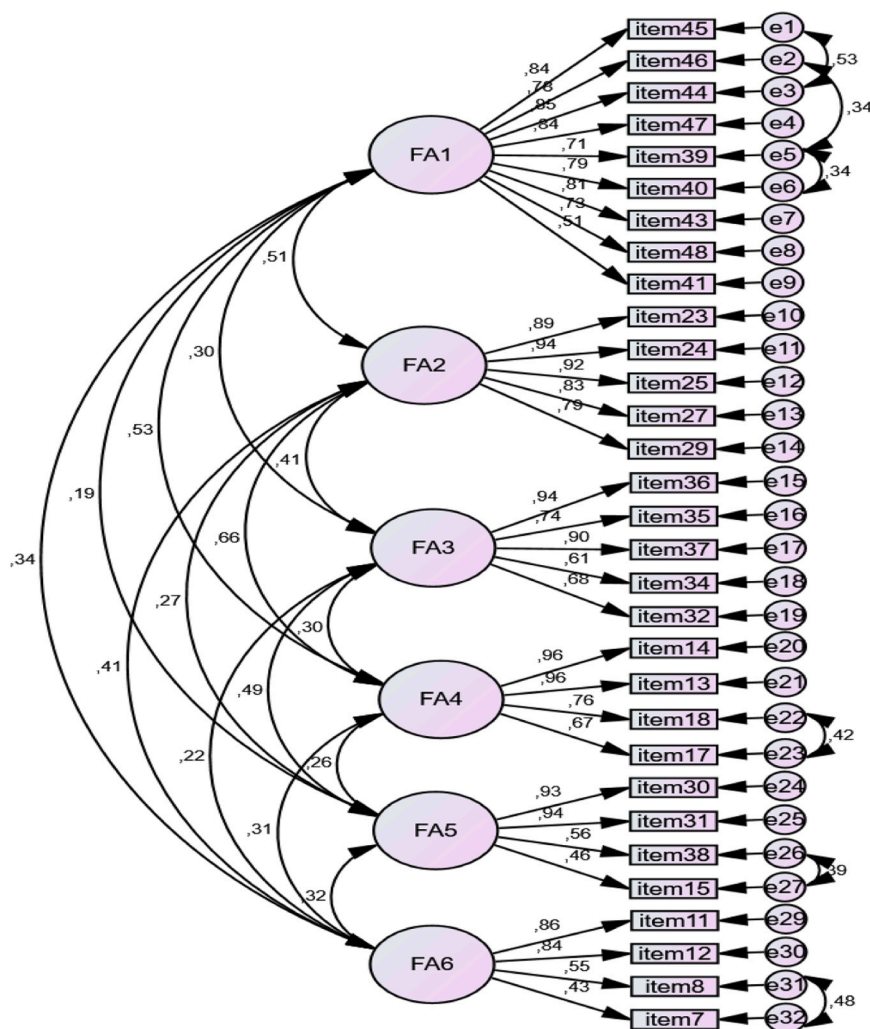 item45 e1
item46 e2
,53
,84
,78
item44 e3
,85
,34
item47 e4
,84
FA1
,71
item39 e5
,79
item40 e6
,34
,81
item43 e7
,73
,51
item48 e8
,51
item41 e9
item23 e10
,89
item24 e11
,94
,30
FA2
,92
item25 e12
,83
item27 e13
,79
,53
item29 e14
,41
item36 e15
,94
,19
,74
item35 e16
,66
,90
FA3
item37 e17
,34
,61
item34 e18
,68
,27
item32 e19
,30
item14 e20
,96
,41
,96
item13 e21
,49
FA4
,76
item18 e22
,67
,42
,22
item17 e23
,26
item30 e24
,93
,94
item31 e25
,31
FA5
,56
item38 e26
,46
,39
item15 e27
,32
item11 e29
,86
,84
item12 e30
FA6
,55
item8 e31
,43
,48
item7 e32